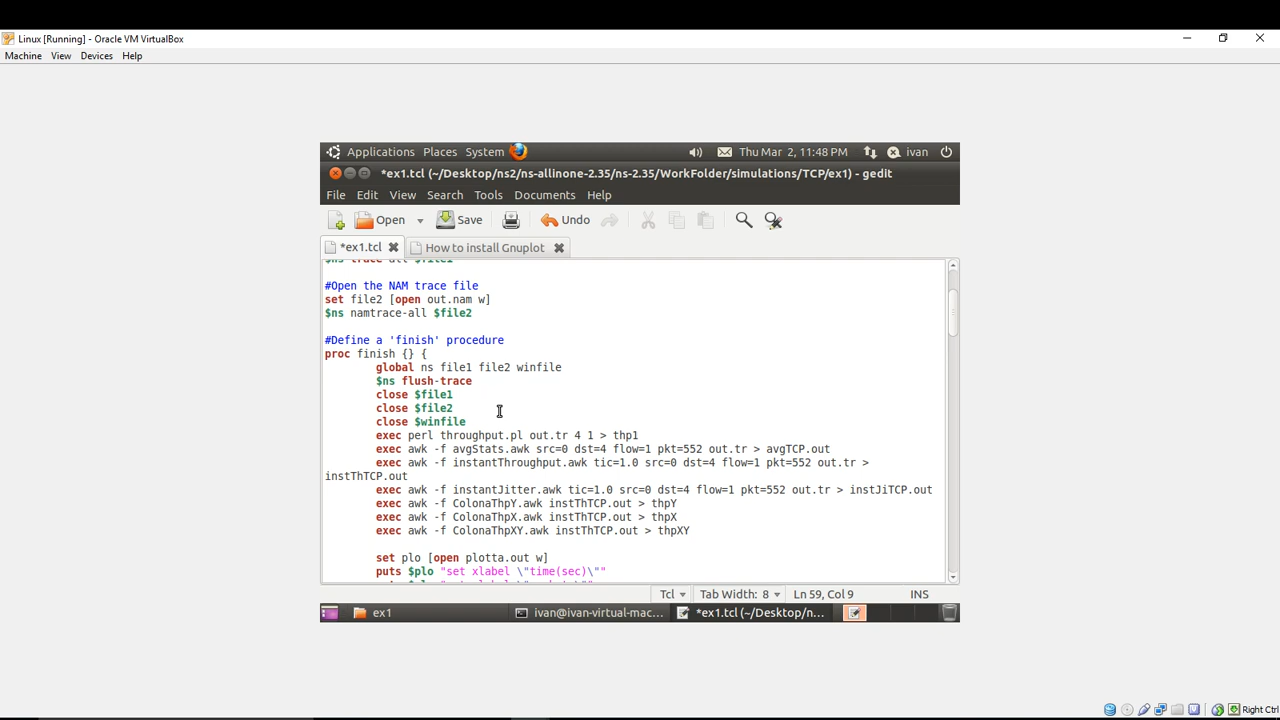 Linux [Running] - Oracle VM VirtualBox
Machine View Devices Help
Applications Places System Thu Mar 2, 11:48 PM ivan
*ex1.tcl (~/Desktop/ns2/ns-allinone-2.35/ns-2.35/WorkFolder/simulations/TCP/ex1) - gedit
File Edit View Search Tools Documents Help
Open Save Undo
*ex1.tcl How to install Gnuplot
$ns trace-all $file1
#Open the NAM trace file
set file2 [open out.nam w]
$ns namtrace-all $file2
#Define a 'finish' procedure
proc finish {} {
global ns file1 file2 winfile
$ns flush-trace
close $file1
close $file2
close $winfile
exec perl throughput.pl out.tr 4 1 > thp1
exec awk -f avgStats.awk src=0 dst=4 flow=1 pkt=552 out.tr > avgTCP.out
exec awk -f instantThroughput.awk tic=1.0 src=0 dst=4 flow=1 pkt=552 out.tr >
instThTCP.out
exec awk -f instantJitter.awk tic=1.0 src=0 dst=4 flow=1 pkt=552 out.tr > instJiTCP.out
exec awk -f ColonaThpY.awk instThTCP.out > thpY
exec awk -f ColonaThpX.awk instThTCP.out > thpX
exec awk -f ColonaThpXY.awk instThTCP.out > thpXY
set plo [open plotta.out w]
puts $plo "set xlabel \"time(sec)\""
Tcl Tab Width: 8 Ln 59, Col 9 INS
ex1 ivan@ivan-virtual-mac... *ex1.tcl (~/Desktop/n...
Right Ctrl